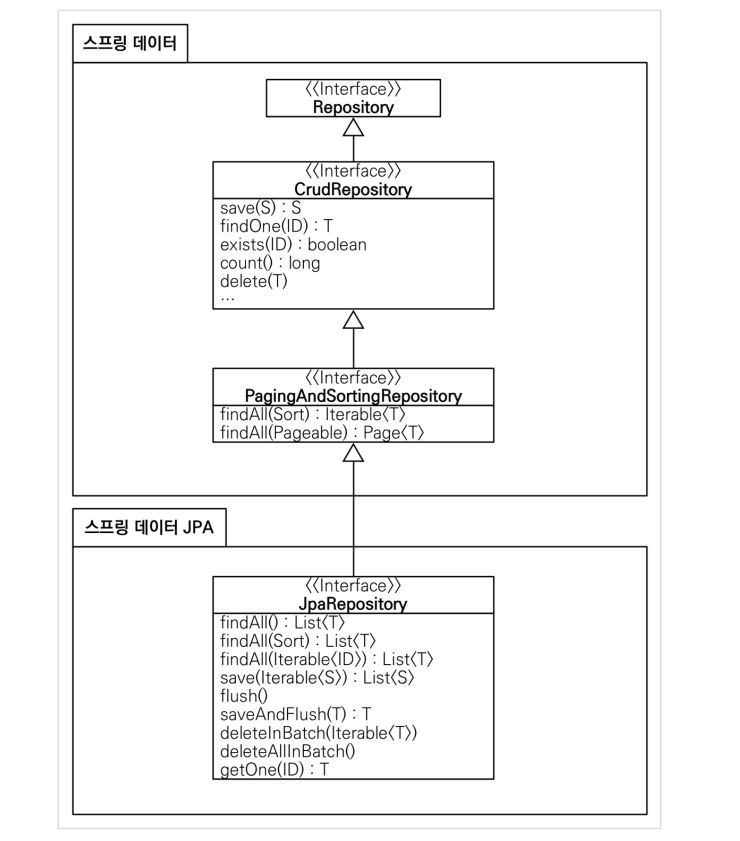 스프링 데이터
〈〈Interface〉〉
Repository
〈〈Interface〉〉
CrudRepository
save(S) : S
findOne(ID) : T
exists(ID) : boolean
count() : long
delete(T)
…
〈〈Interface〉〉
PagingAndSortingRepository
findAll(Sort) : Iterable〈T〉
findAll(Pageable) : Page〈T〉
스프링 데이터 JPA
〈〈Interface〉〉
JpaRepository
findAll() : List〈T〉
findAll(Sort) : List〈T〉
findAll(Iterable〈ID〉) : List〈T〉
save(Iterable〈S〉) : List〈S〉
flush()
saveAndFlush(T) : T
deleteInBatch(Iterable〈T〉)
deleteAllInBatch()
getOne(ID) : T